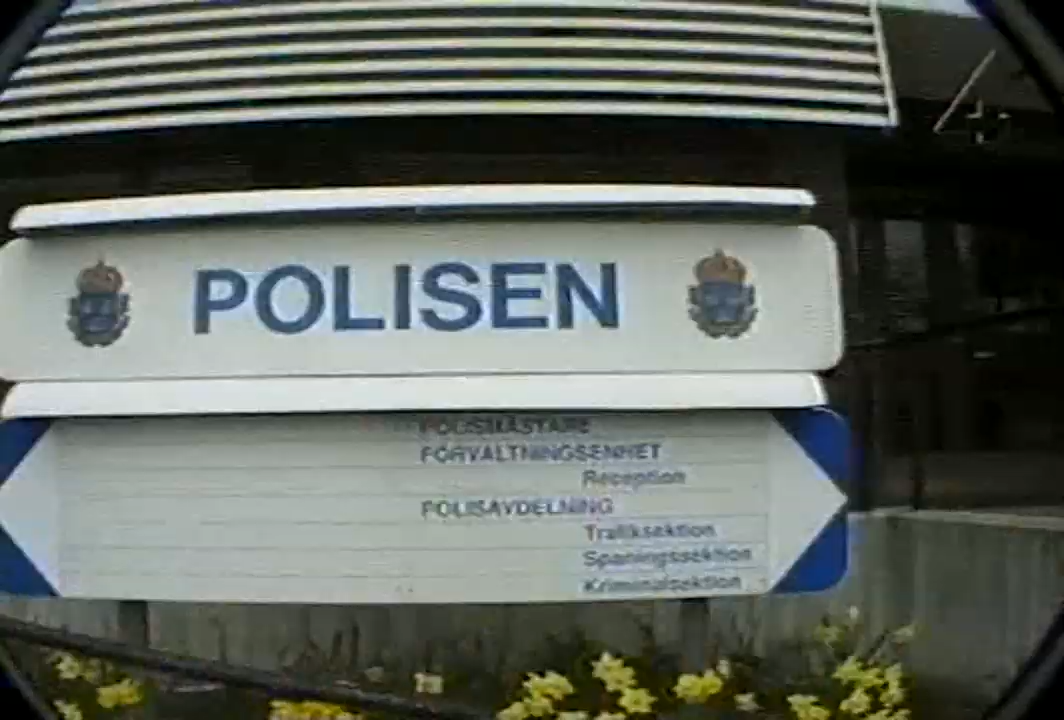 POLISEN
POLISMÄSTARE
FÖRVALTNINGSENHET
Reception
POLISAVDELNING
Trafiksektion
Spaningssektion
Kriminalsektion